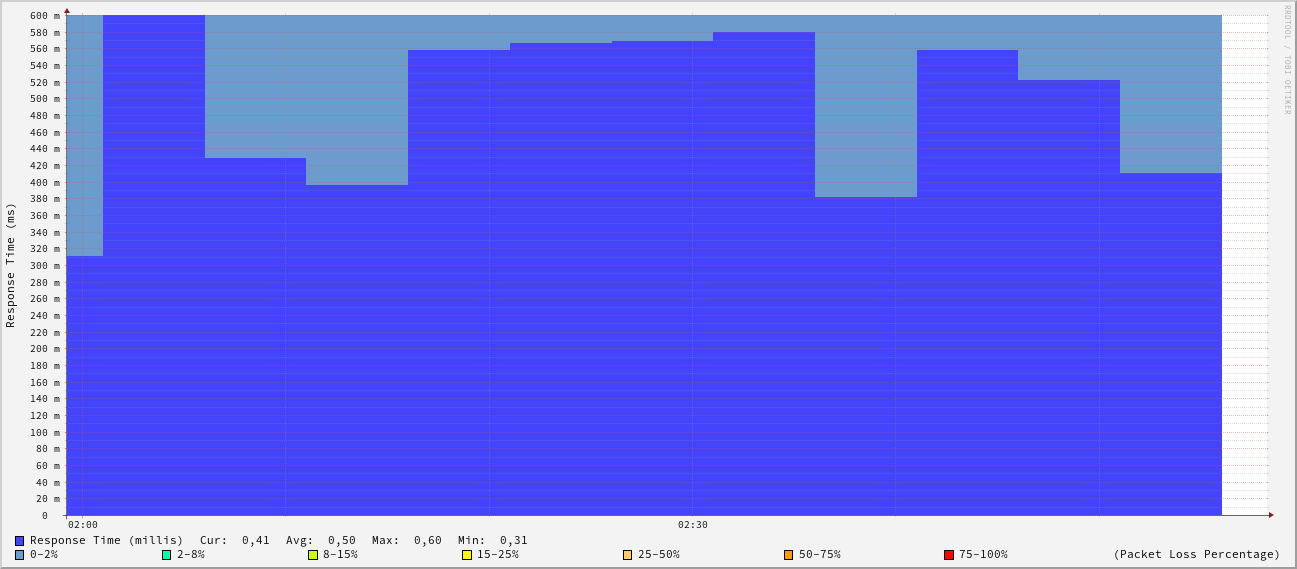 RRDTOOL / TOBI OETIKER
Response Time (ms)
600 m
580 m
560 m
540 m
520 m
500 m
480 m
460 m
440 m
420 m
400 m
380 m
360 m
340 m
320 m
300 m
280 m
260 m
240 m
220 m
200 m
180 m
160 m
140 m
120 m
100 m
80 m
60 m
40 m
20 m
0
02:00 02:30
Response Time (millis) Cur: 0,41 Avg: 0,50 Max: 0,60 Min: 0,31
0-2% 2-8% 8-15% 15-25% 25-50% 50-75% 75-100% (Packet Loss Percentage)